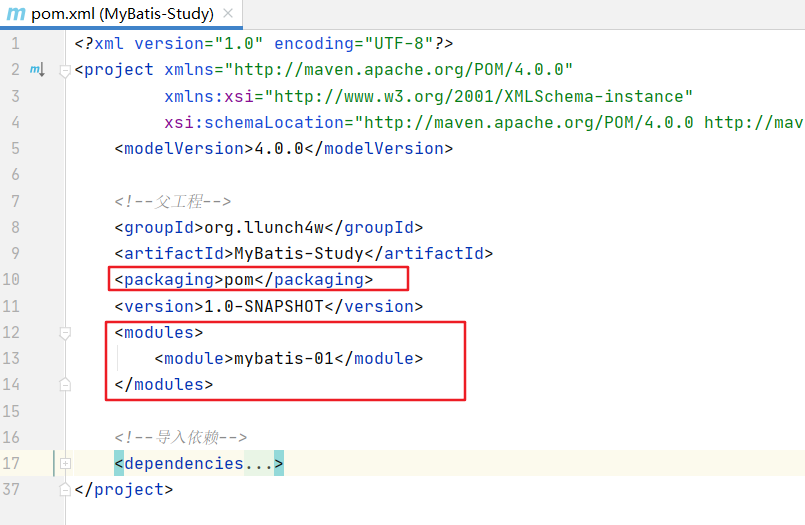 m pom.xml (MyBatis-Study) ×
1 <?xml version="1.0" encoding="UTF-8"?>
2 m <project xmlns="http://maven.apache.org/POM/4.0.0"
3 xmlns:xsi="http://www.w3.org/2001/XMLSchema-instance"
4 xsi:schemaLocation="http://maven.apache.org/POM/4.0.0 http://mav
5 <modelVersion>4.0.0</modelVersion>
6
7 <!--父工程-->
8 <groupId>org.llunch4w</groupId>
9 <artifactId>MyBatis-Study</artifactId>
10 <packaging>pom</packaging>
11 <version>1.0-SNAPSHOT</version>
12 <modules>
13 <module>mybatis-01</module>
14 </modules>
15
16 <!--导入依赖-->
17 <dependencies...>
37 </project>